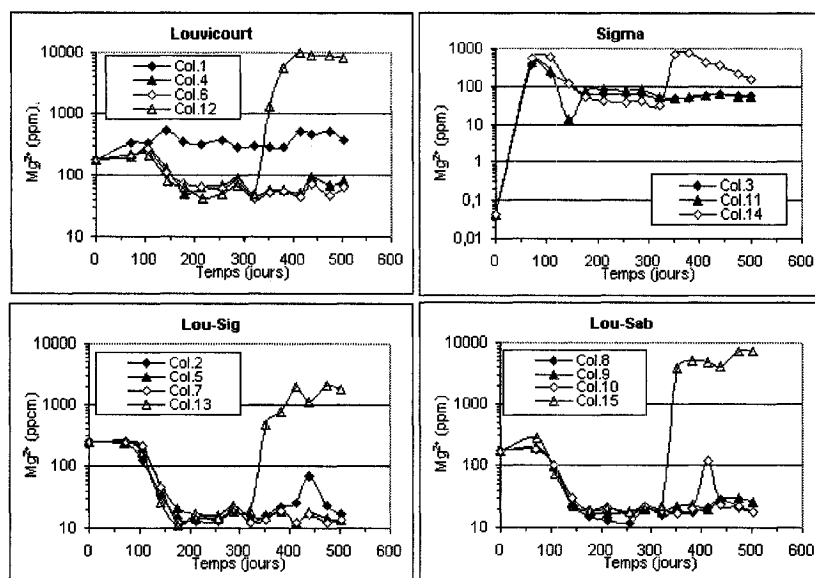 Louvicourt
Mg²⁺ (ppm).
10000
1000
100
10
0 100 200 300 400 500 600
Temps (jours)
Col.1
Col.4
Col.6
Col.12
Sigma
Mg²⁺ (ppm)
1000
100
10
1
0,1
0,01
0 100 200 300 400 500 600
Temps (jours)
Col.3
Col.11
Col.14
Lou-Sig
Mg²⁺ (ppcm)
10000
1000
100
10
0 100 200 300 400 500 600
Temps (jours)
Col.2
Col.5
Col.7
Col.13
Lou-Sab
Mg²⁺ (ppm)
10000
1000
100
10
0 100 200 300 400 500 600
Temps (jours)
Col.8
Col.9
Col.10
Col.15